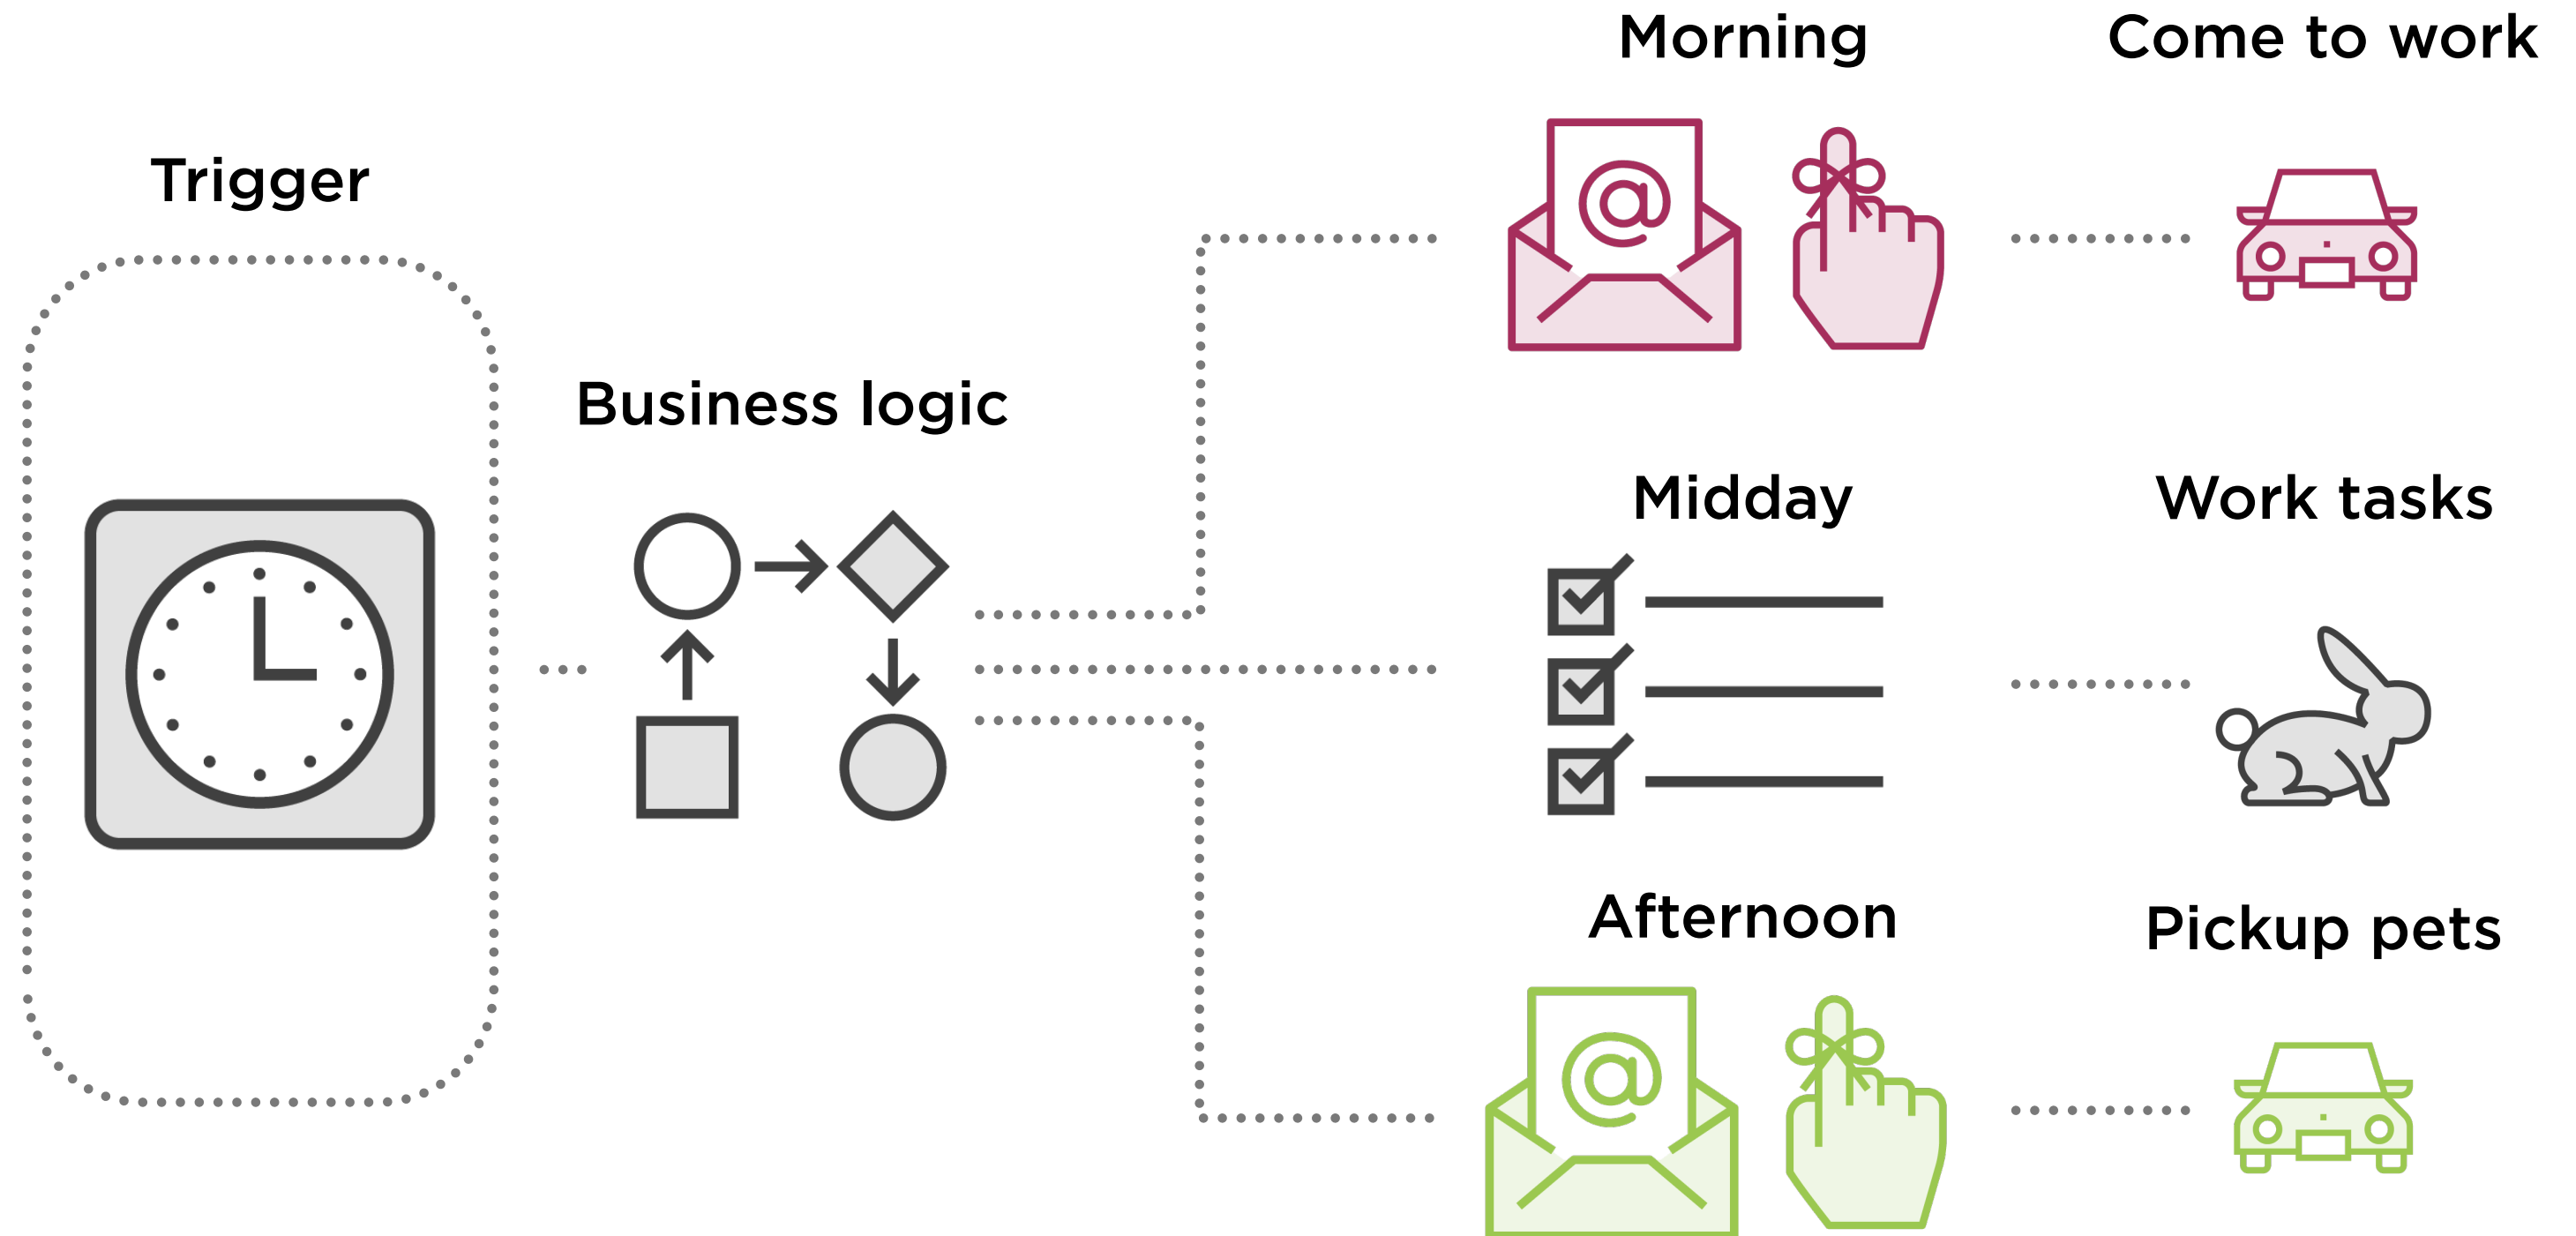 Trigger
Business logic
Morning
Come to work
@
Midday
Work tasks
Afternoon
Pickup pets
@